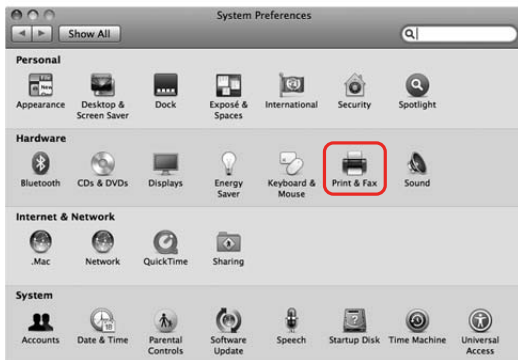 System Preferences
Show All
Personal
Appearance
Desktop & Screen Saver
Dock
Exposé & Spaces
International
Security
Spotlight
Hardware
Bluetooth
CDs & DVDs
Displays
Energy Saver
Keyboard & Mouse
Print & Fax
Sound
Internet & Network
.Mac
Network
QuickTime
Sharing
System
Accounts
Date & Time
Parental Controls
Software Update
Speech
Startup Disk
Time Machine
Universal Access